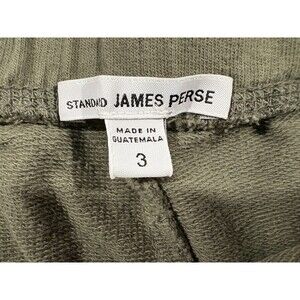 STANDARD JAMES PERSE
MADE IN
GUATEMALA
3